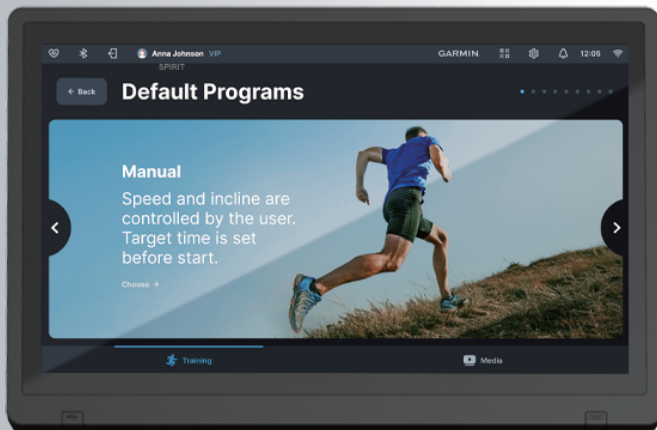 Anna Johnson VIP
GARMIN
12:05
SPIRIT
← Back
Default Programs
Manual
Speed and incline are
controlled by the user.
Target time is set
before start.
Choose →
Training
Media